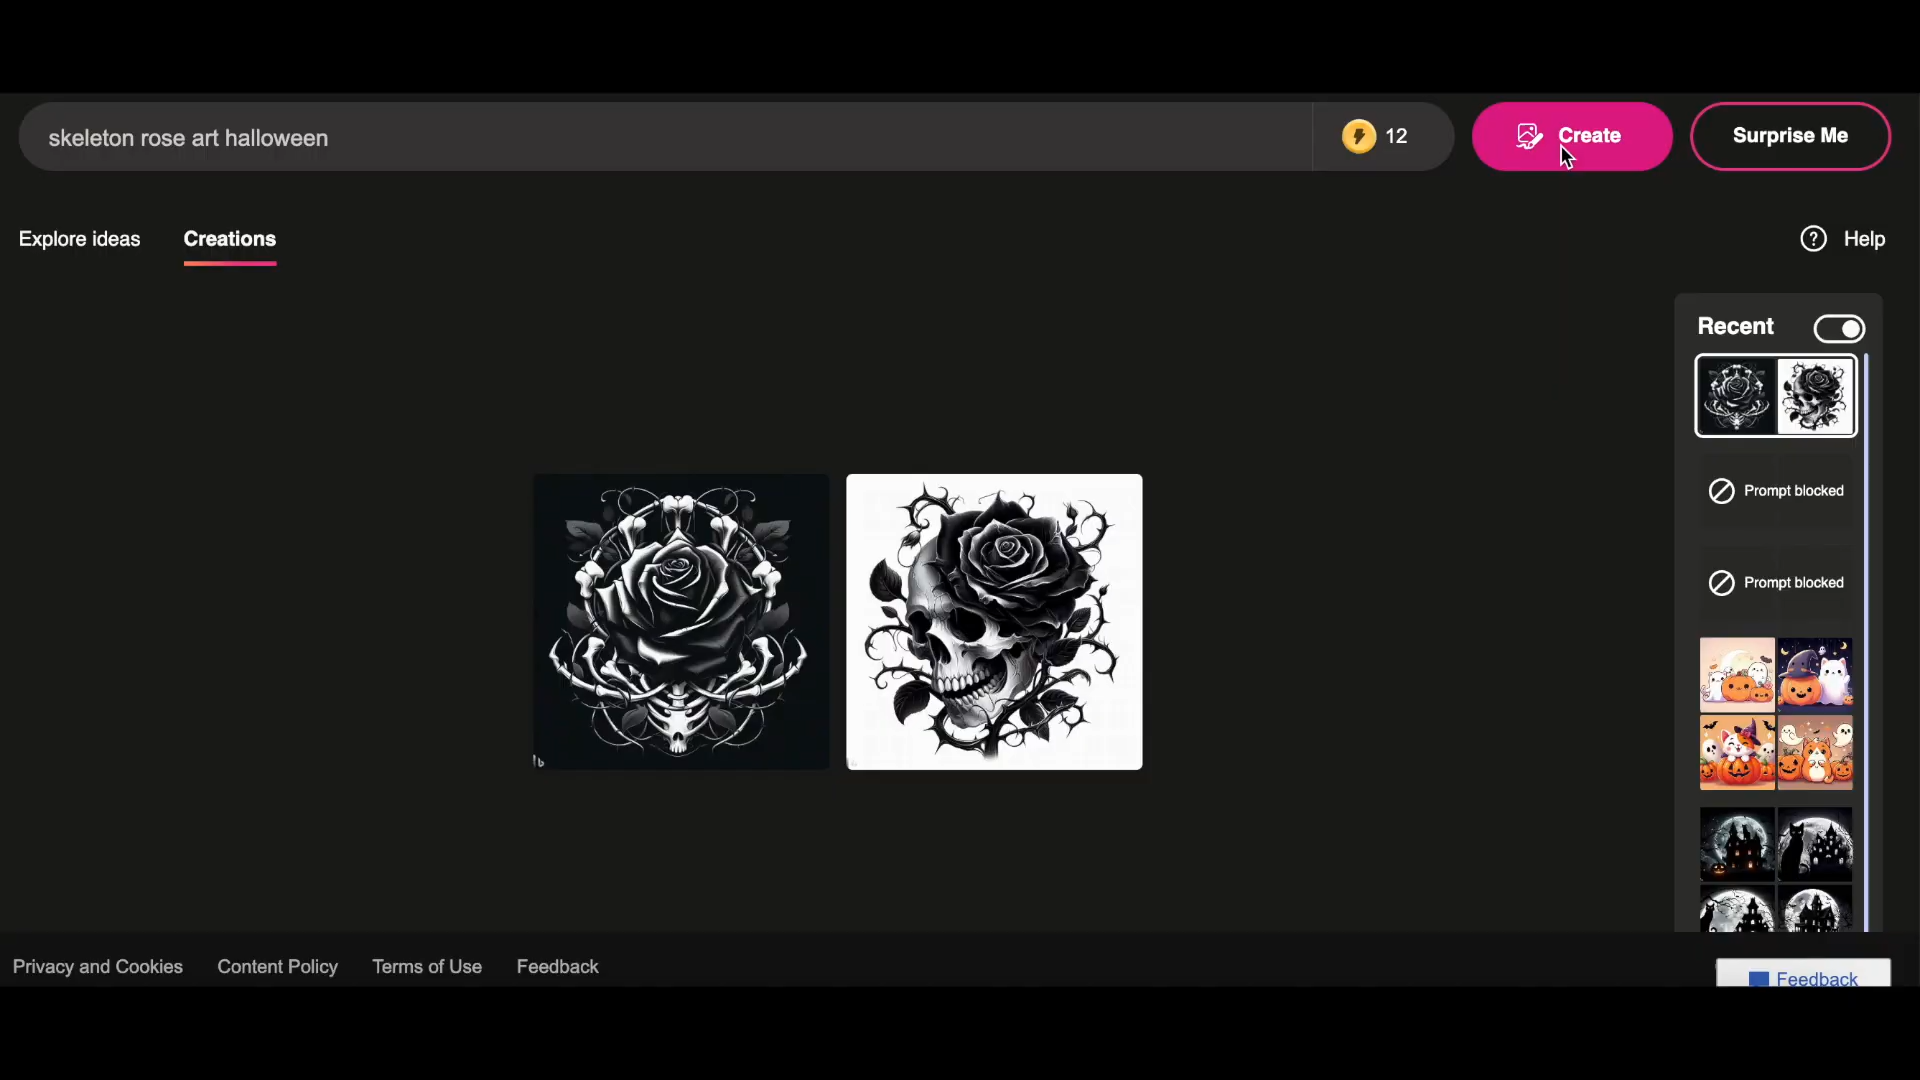 skeleton rose art halloween
12
Create
Surprise Me
Explore ideas
Creations
Help
Recent
Prompt blocked
Prompt blocked
Privacy and Cookies
Content Policy
Terms of Use
Feedback
Feedback